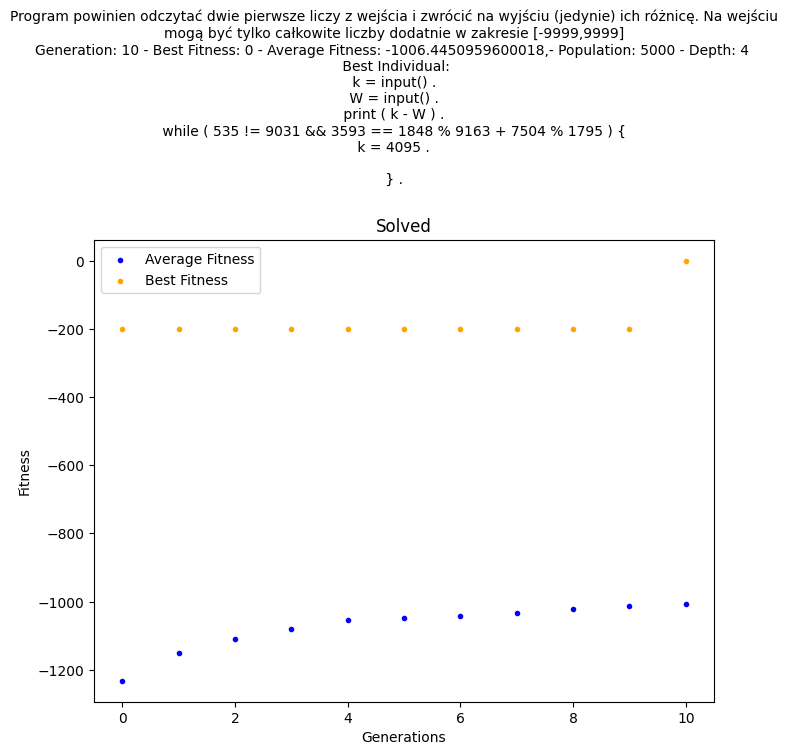 Program powinien odczytać dwie pierwsze liczy z wejścia i zwrócić na wyjściu (jedynie) ich różnicę. Na wejściu
mogą być tylko całkowite liczby dodatnie w zakresie [-9999,9999]
Generation: 10 - Best Fitness: 0 - Average Fitness: -1006.4450959600018,- Population: 5000 - Depth: 4
Best Individual:
k = input() .
W = input() .
print ( k - W ) .
while ( 535 != 9031 && 3593 == 1848 % 9163 + 7504 % 1795 ) {
k = 4095 .
} .
Solved
Average Fitness
Best Fitness
0
−200
−400
−600
−800
−1000
−1200
Fitness
0 2 4 6 8 10
Generations